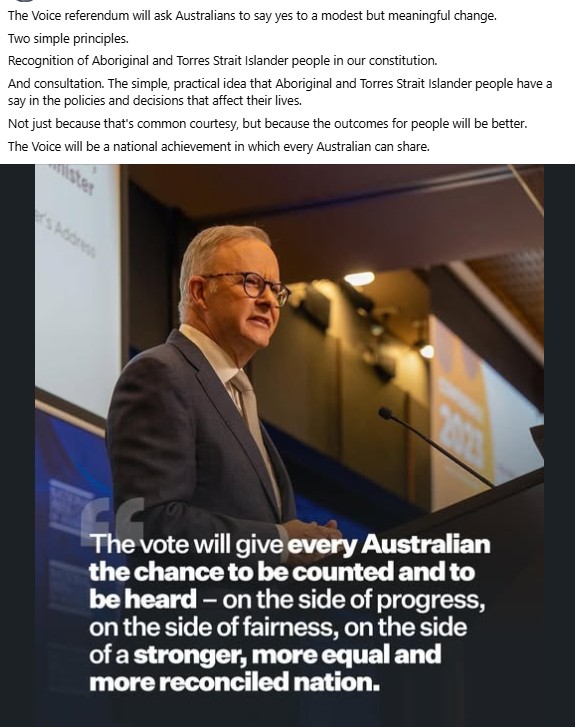 The Voice referendum will ask Australians to say yes to a modest but meaningful change.
Two simple principles.
Recognition of Aboriginal and Torres Strait Islander people in our constitution.
And consultation. The simple, practical idea that Aboriginal and Torres Strait Islander people have a
say in the policies and decisions that affect their lives.
Not just because that's common courtesy, but because the outcomes for people will be better.
The Voice will be a national achievement in which every Australian can share.
nister
er's Address
2023
“
The vote will give every Australian
the chance to be counted and to
be heard – on the side of progress,
on the side of fairness, on the side
of a stronger, more equal and
more reconciled nation.